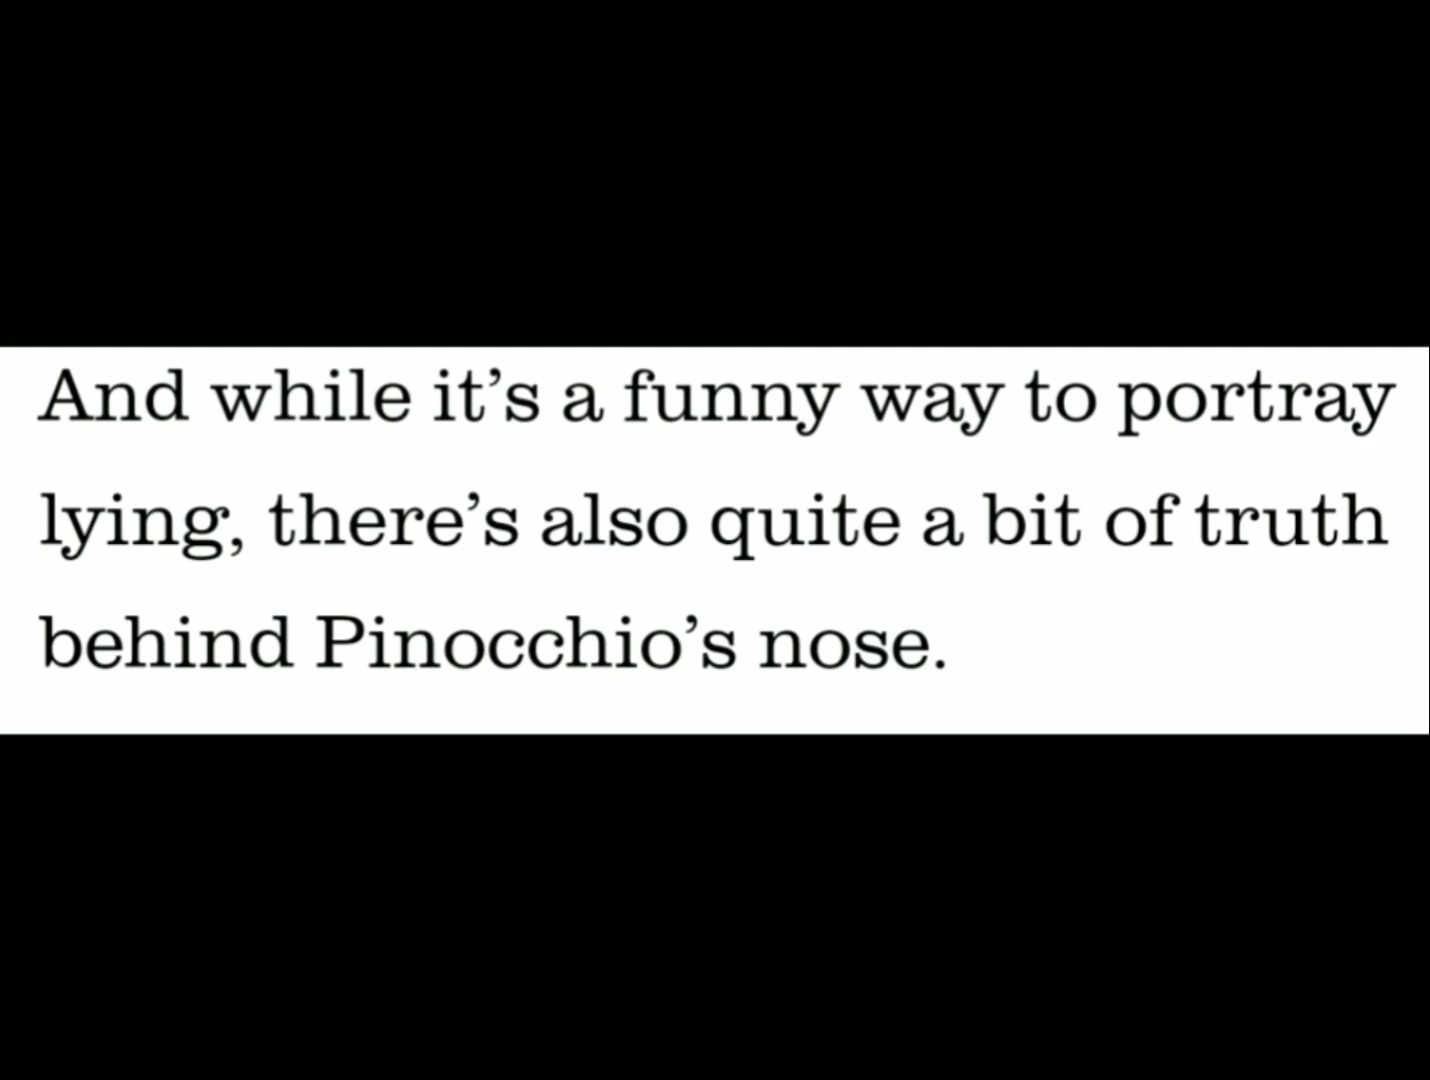 And while it’s a funny way to portray
lying, there’s also quite a bit of truth
behind Pinocchio’s nose.